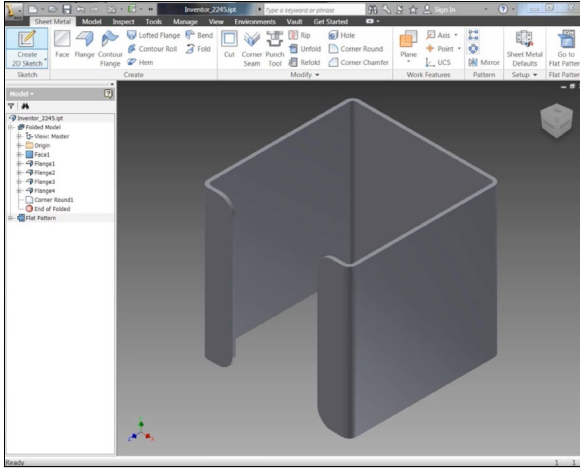 Inventor_2245.ipt
Type a keyword or phrase
Sign In
Sheet Metal Model Inspect Tools Manage View Environments Vault Get Started
Create
2D Sketch
Face Flange Contour
Flange
Lofted Flange
Contour Roll
Hem
Bend
Fold
Cut Corner
Seam
Punch
Tool
Rip
Unfold
Refold
Hole
Corner Round
Corner Chamfer
Plane
Axis
Point
UCS
Mirror
Sheet Metal
Defaults
Go to
Flat Patter
Sketch Create Modify Work Features Pattern Setup Flat Patter
Model
Inventor_2245.ipt
Folded Model
View: Master
Origin
Face1
Flange1
Flange2
Flange3
Flange4
Corner Round1
End of Folded
Flat Pattern
Ready
1 1